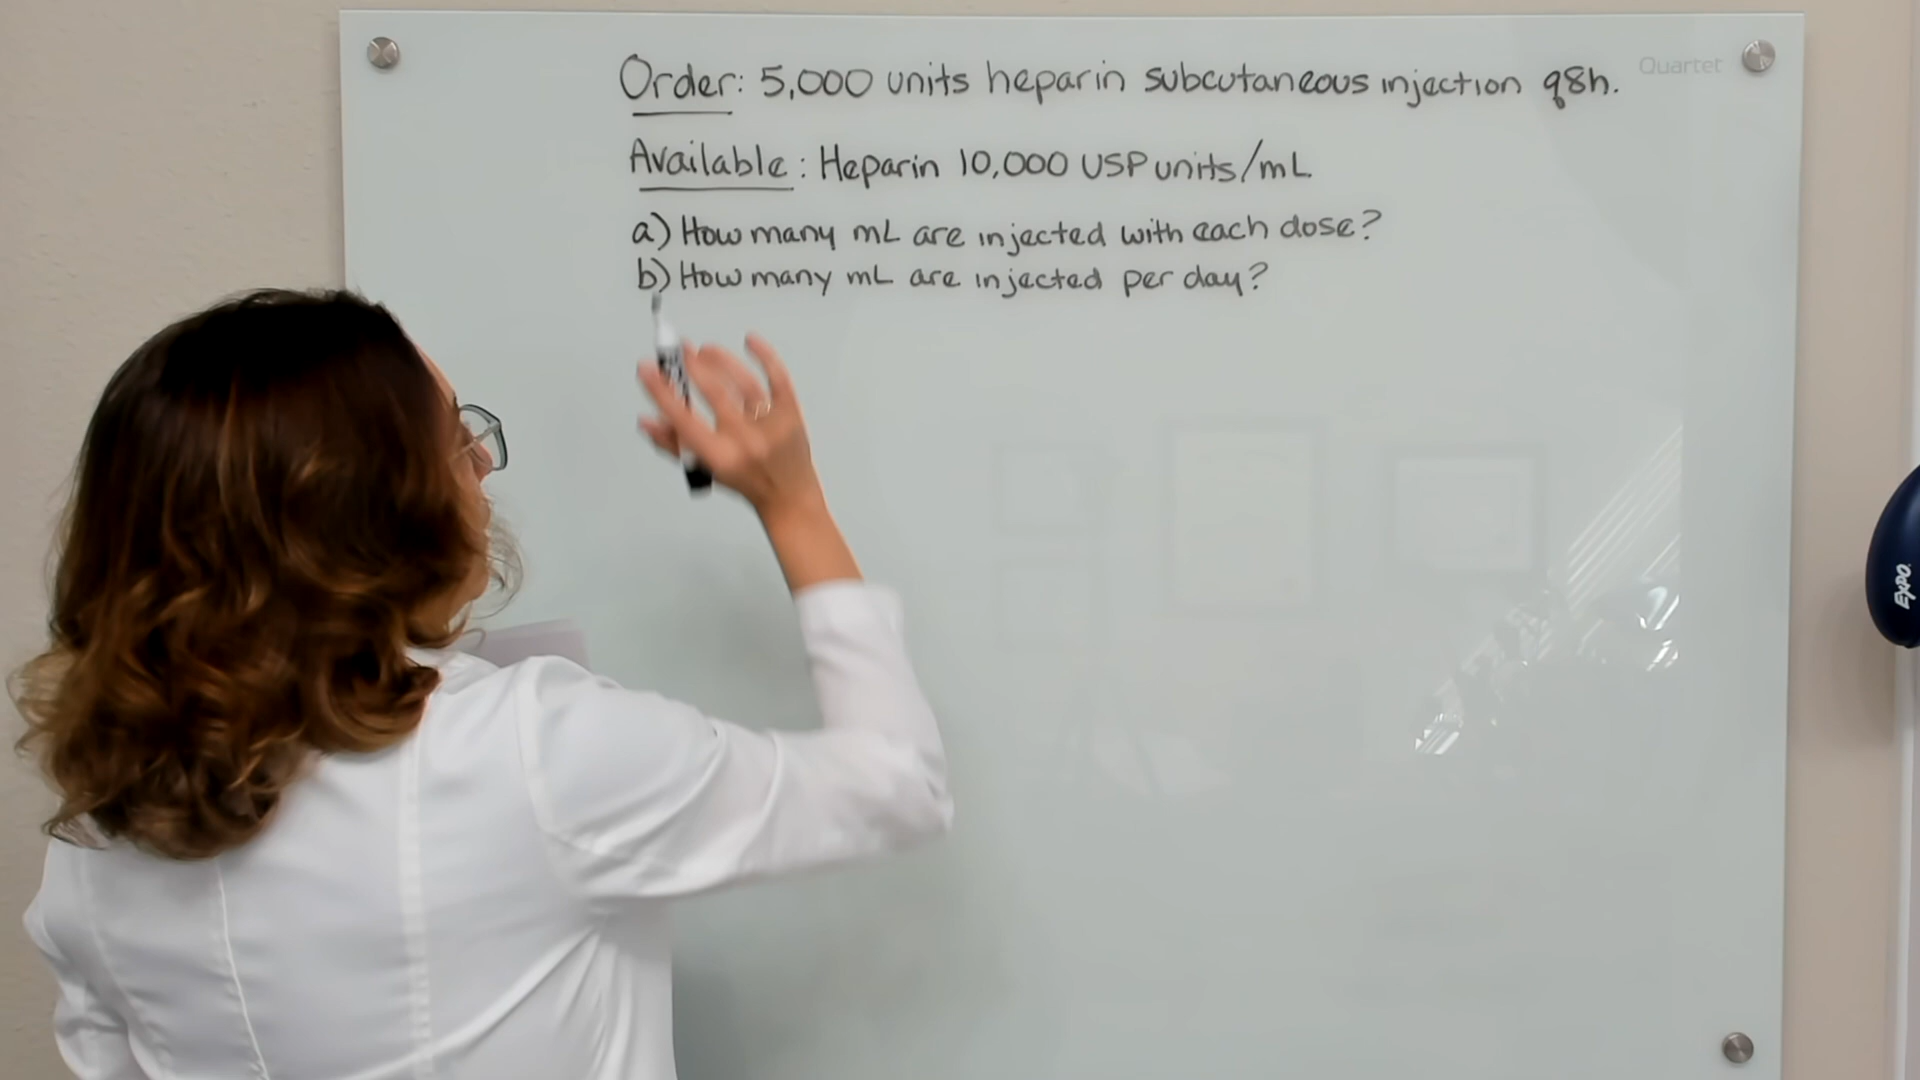 Quartet
Order: 5,000 units heparin subcutaneous injection q8h.
Available: Heparin 10,000 USP units/mL
a) How many mL are injected with each dose?
b) How many mL are injected per day?
EXPO